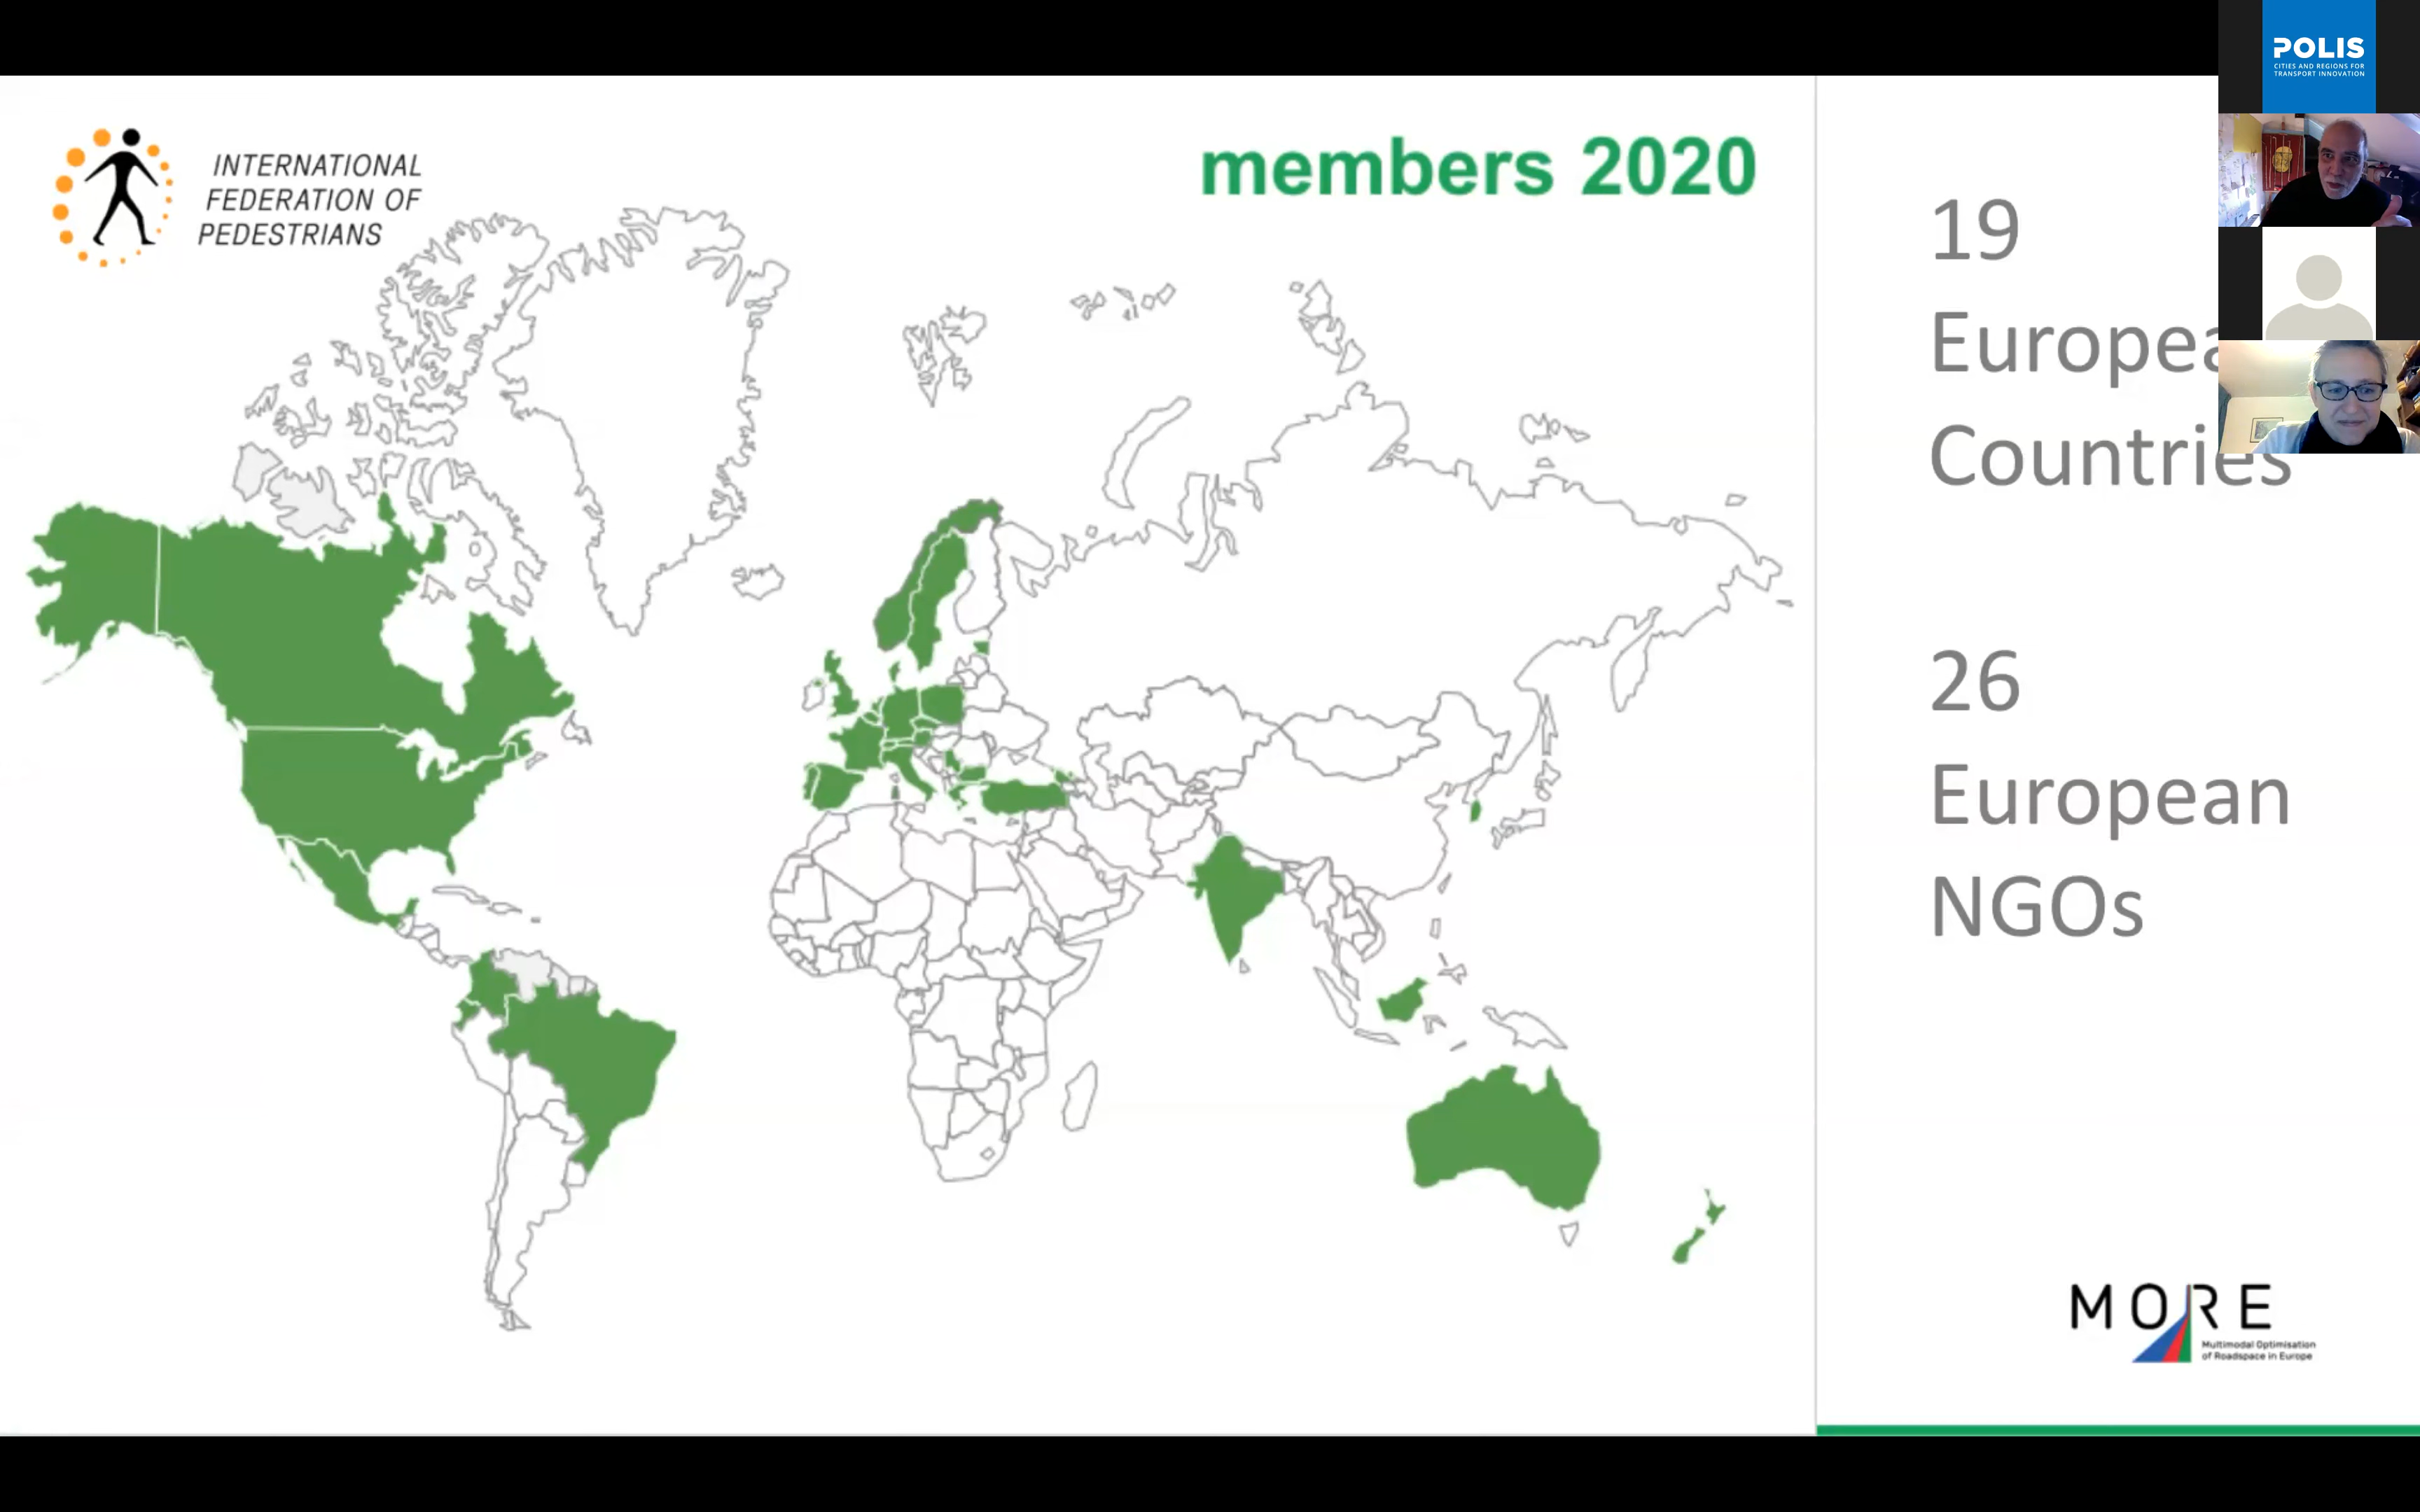 INTERNATIONAL
FEDERATION OF
PEDESTRIANS
members 2020
19
Europea
Countries
26
European
NGOs
MORE
Multimodal Optimisation
of Roadspace in Europe
POLIS
CITIES AND REGIONS FOR
TRANSPORT INNOVATION